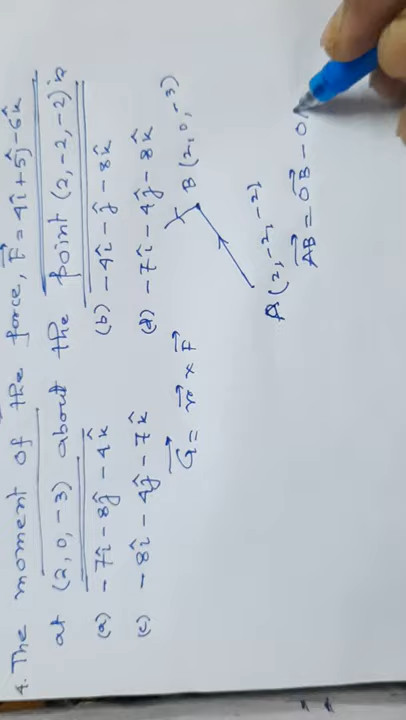 4. The moment of the force, F⃗ = 4î + 5ĵ - 6k̂
at (2, 0, -3) about the point (2, -2, -2) is
(a) -7î - 8ĵ - 4k̂ (b) -4î - ĵ - 8k̂
(c) -8î - 4ĵ - 7k̂ (d) -7î - 4ĵ - 8k̂
G⃗ = r⃗ × F⃗
B (2, 0, -3)
A (2, -2, -2)
AB⃗ = OB⃗ - O